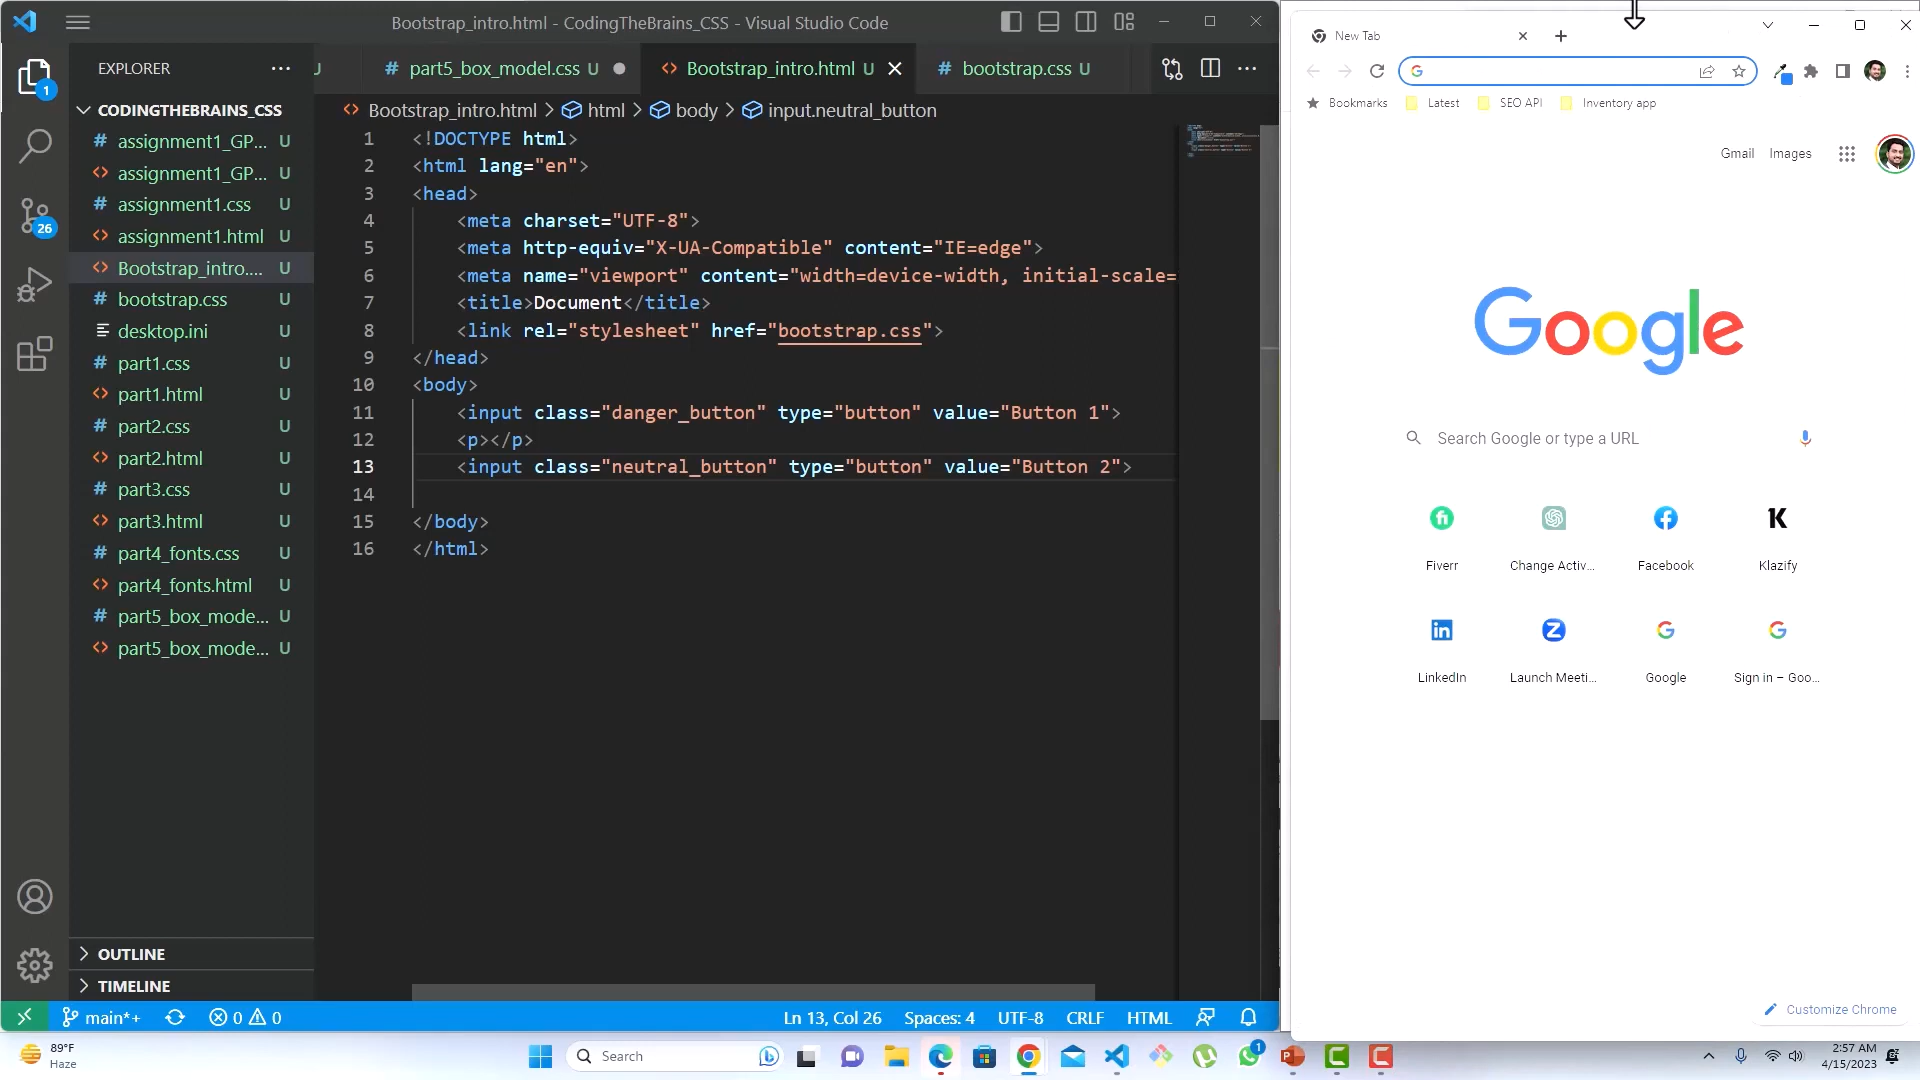 Bootstrap_intro.html - CodingTheBrains_CSS - Visual Studio Code
EXPLORER
part5_box_model.css U
Bootstrap_intro.html U
bootstrap.css U
CODINGTHEBRAINS_CSS
assignment1_GP... U
assignment1_GP... U
assignment1.css U
assignment1.html U
Bootstrap_intro.... U
bootstrap.css U
desktop.ini U
part1.css U
part1.html U
part2.css U
part2.html U
part3.css U
part3.html U
part4_fonts.css U
part4_fonts.html U
part5_box_mode... U
part5_box_mode... U
OUTLINE
TIMELINE
1
26
Bootstrap_intro.html > html > body > input.neutral_button
1 <!DOCTYPE html>
2 <html lang="en">
3 <head>
4 <meta charset="UTF-8">
5 <meta http-equiv="X-UA-Compatible" content="IE=edge">
6 <meta name="viewport" content="width=device-width, initial-scale=
7 <title>Document</title>
8 <link rel="stylesheet" href="bootstrap.css">
9 </head>
10 <body>
11 <input class="danger_button" type="button" value="Button 1">
12 <p></p>
13 <input class="neutral_button" type="button" value="Button 2">
14
15 </body>
16 </html>
main*+ 0 0
Ln 13, Col 26 Spaces: 4 UTF-8 CRLF HTML
New Tab
Bookmarks Latest SEO API Inventory app
Gmail Images
Google
Search Google or type a URL
Fiverr Change Activ... Facebook Klazify
LinkedIn Launch Meeti... Google Sign in – Goo...
Customize Chrome
89°F
Haze
Search
1
2:57 AM
4/15/2023